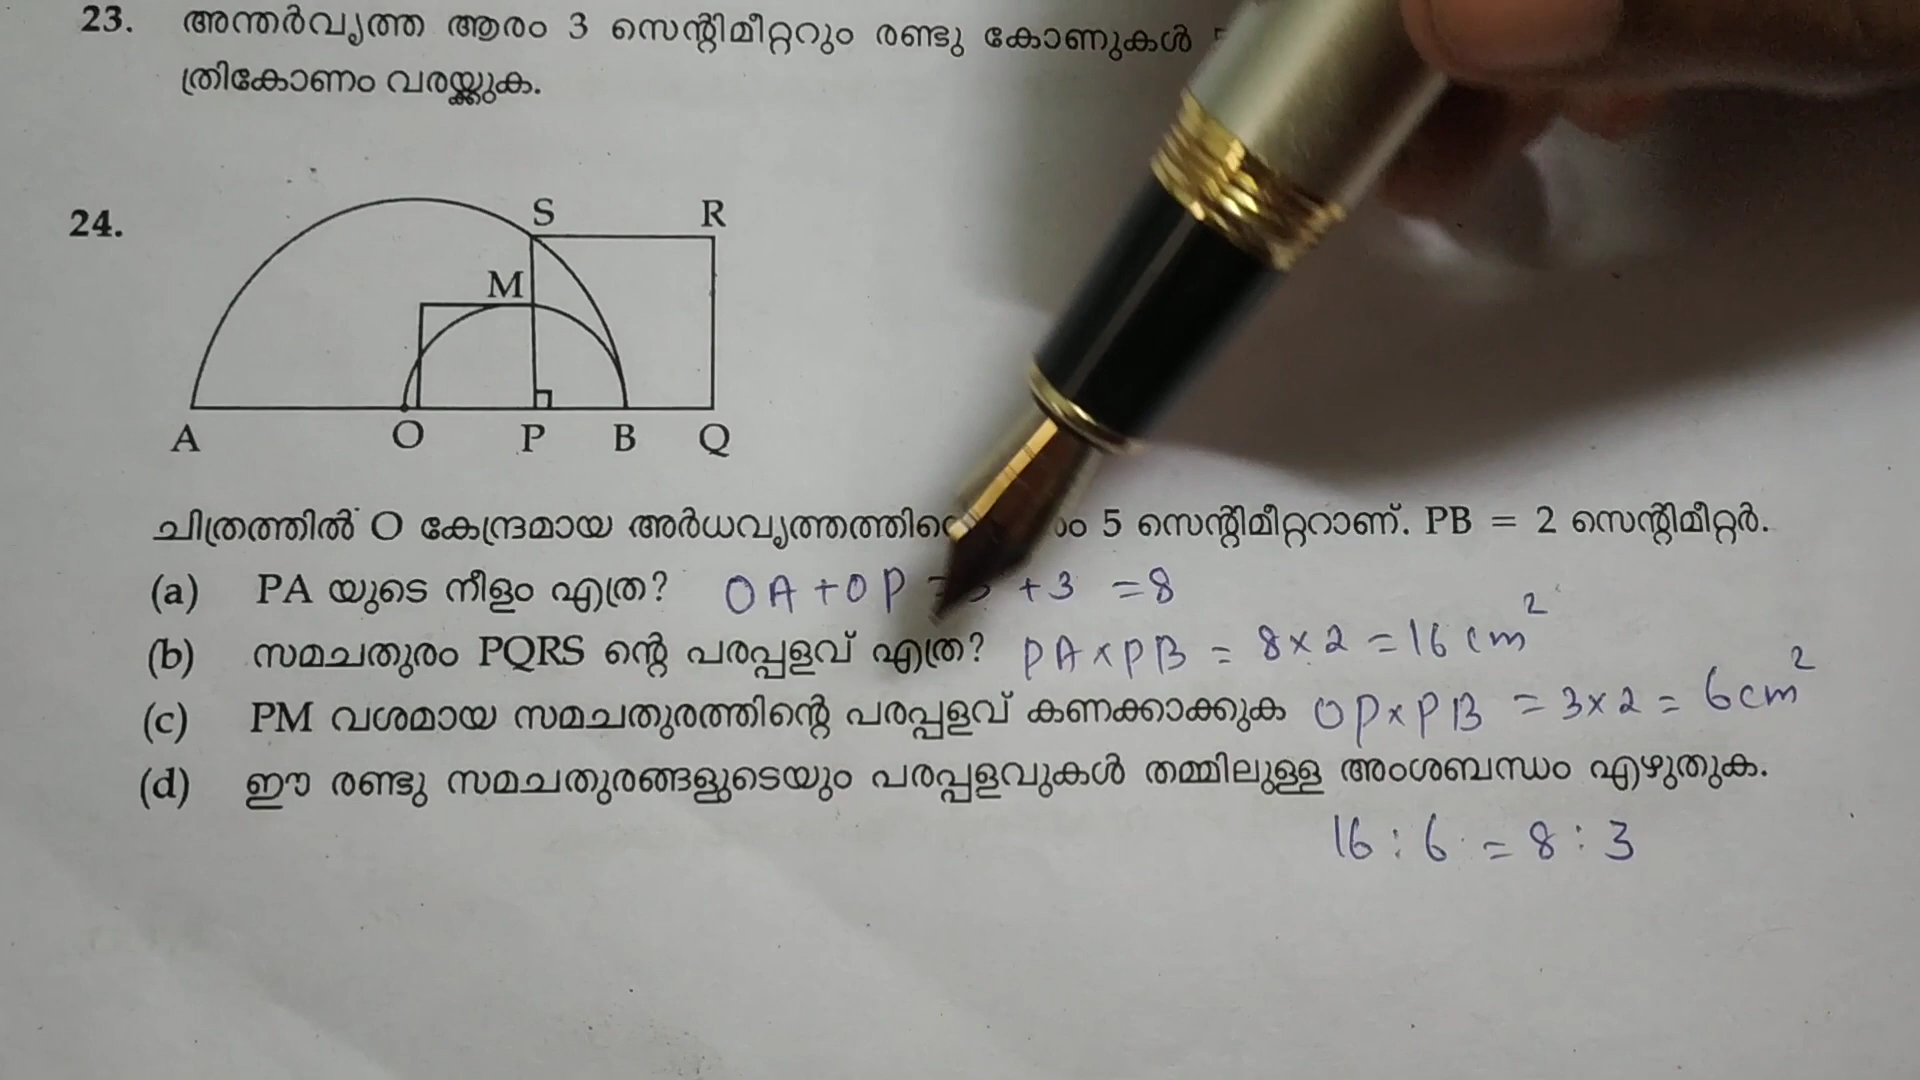 23. അന്തർവൃത്ത ആരം 3 സെന്റിമീറ്ററും രണ്ടു കോണുകൾ
ത്രികോണം വരയ്ക്കുക.
24.
S R
M
A O P B Q
ചിത്രത്തിൽ O കേന്ദ്രമായ 5 സെന്റിമീറ്ററാണ്. PB = 2 സെന്റിമീറ്റർ.
(a) PA യുടെ നീളം എത്ര? OA + OP + 3 = 8
(b) സമചതുരം PQRS ന്റെ പരപ്പളവ് എത്ര? PA × PB = 8 × 2 = 16 cm²
(c) PM വശമായ സമചതുരത്തിന്റെ പരപ്പളവ് കണക്കാക്കുക OP × PB = 3 × 2 = 6 cm²
(d) ഈ രണ്ടു സമചതുരങ്ങളുടെയും പരപ്പളവുകൾ തമ്മിലുള്ള അംശബന്ധം എഴുതുക.
16 : 6 = 8 : 3